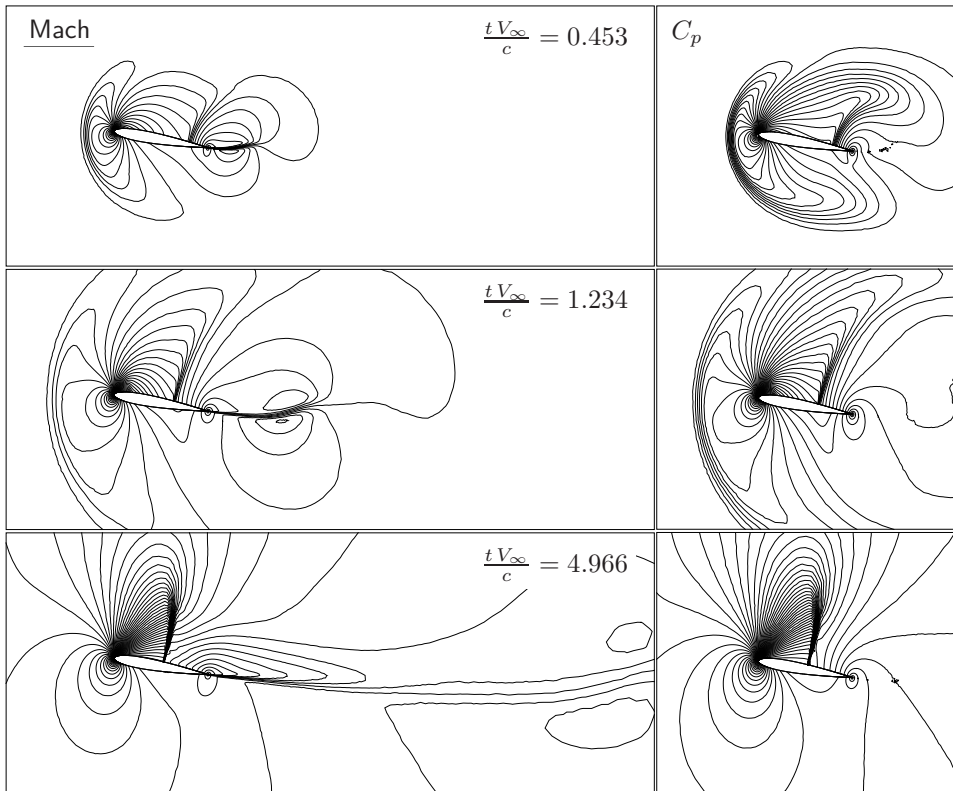 Mach
t V∞/c = 0.453
Cp
t V∞/c = 1.234
t V∞/c = 4.966